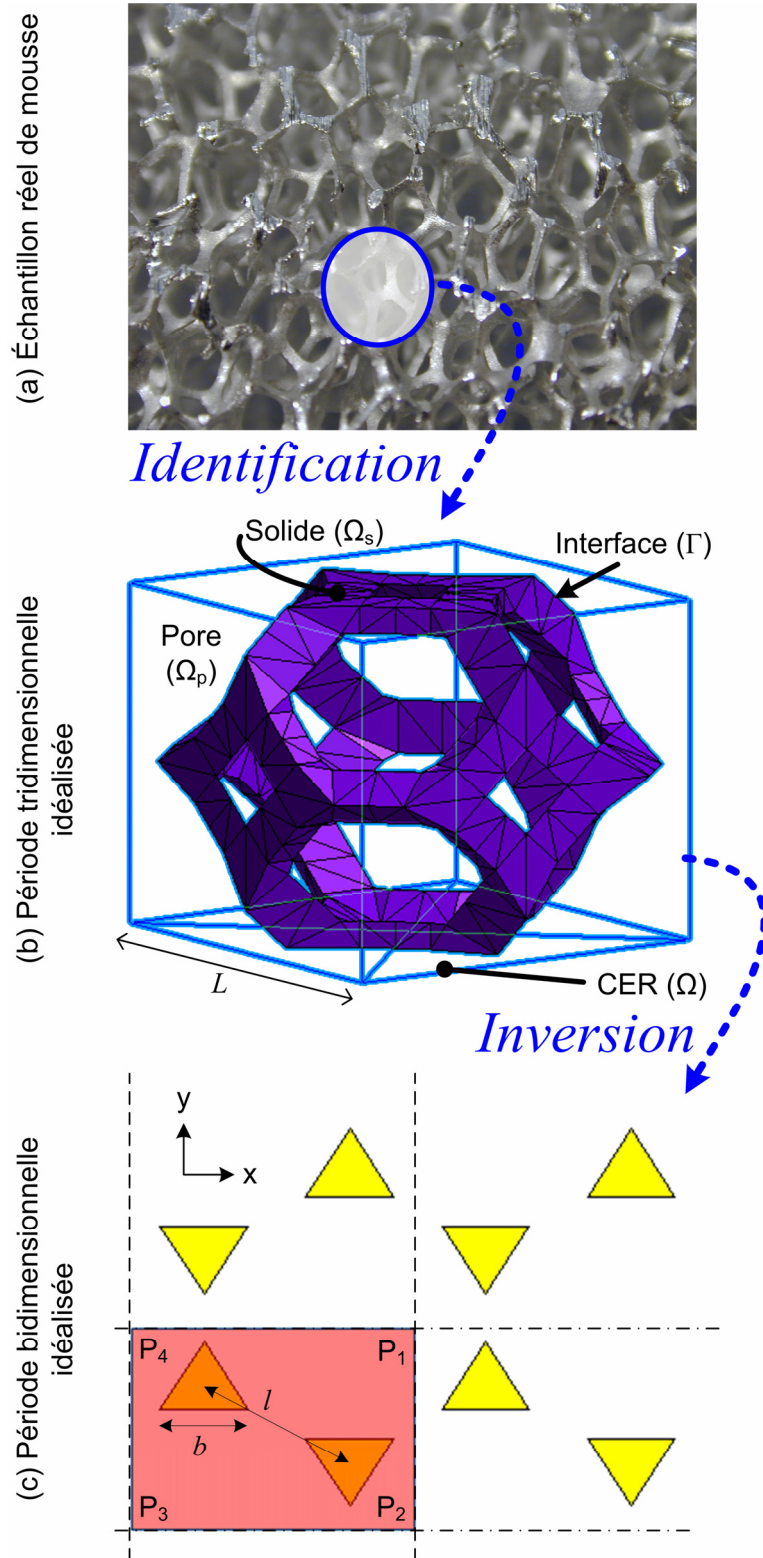 (a) Échantillon réel de mousse
Identification
Solide (Ωs)
Interface (Γ)
Pore
(Ωp)
(b) Période tridimensionnelle
idéalisée
L
CER (Ω)
Inversion
(c) Période bidimensionnelle
idéalisée
y
x
P4
P1
l
b
P3
P2